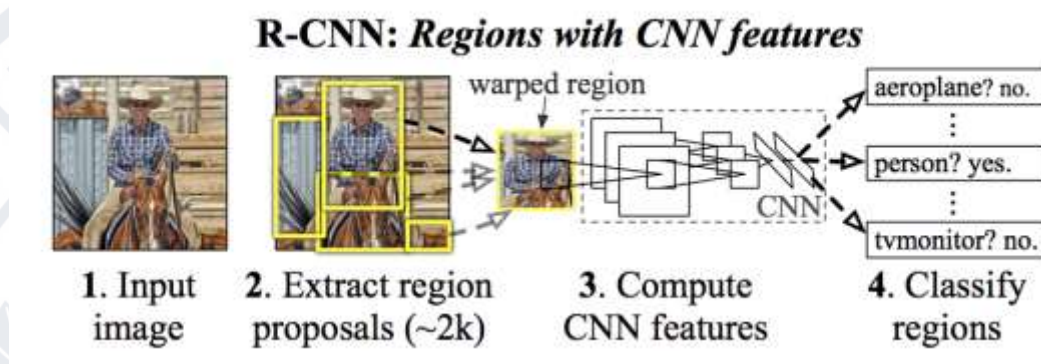 R-CNN: Regions with CNN features
warped region
aeroplane? no.
person? yes.
CNN
tvmonitor? no.
1. Input
image
2. Extract region
proposals (~2k)
3. Compute
CNN features
4. Classify
regions